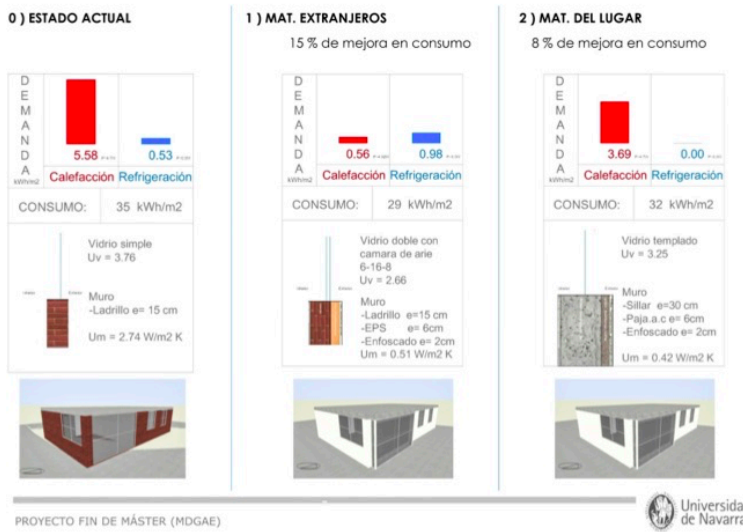 0 ) ESTADO ACTUAL
DEMANDA
kWh/m2
5.58
0.53
Calefacción Refrigeración
CONSUMO: 35 kWh/m2
Vidrio simple
Uv = 3.76
Muro
-Ladrillo e= 15 cm
Um = 2.74 W/m2 K
1 ) MAT. EXTRANJEROS
15 % de mejora en consumo
DEMANDA
kWh/m2
0.56
0.98
Calefacción Refrigeración
CONSUMO: 29 kWh/m2
Vidrio doble con
camara de arie
6-16-8
Uv = 2.66
Muro
-Ladrillo e=15 cm
-EPS e= 6cm
-Enfoscado e= 2cm
Um = 0.51 W/m2 K
2 ) MAT. DEL LUGAR
8 % de mejora en consumo
DEMANDA
kWh/m2
3.69
0.00
Calefacción Refrigeración
CONSUMO: 32 kWh/m2
Vidrio templado
Uv = 3.25
Muro
-Sillar e=30 cm
-Paja.a.c e= 6cm
-Enfoscado e= 2cm
Um = 0.42 W/m2 K
PROYECTO FIN DE MÁSTER (MDGAE)
Universida
de Navarra